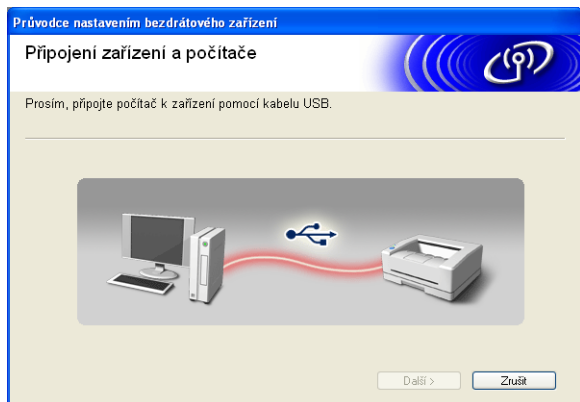 Průvodce nastavením bezdrátového zařízení
Připojení zařízení a počítače
Prosím, připojte počítač k zařízení pomocí kabelu USB.
Další >
Zrušit